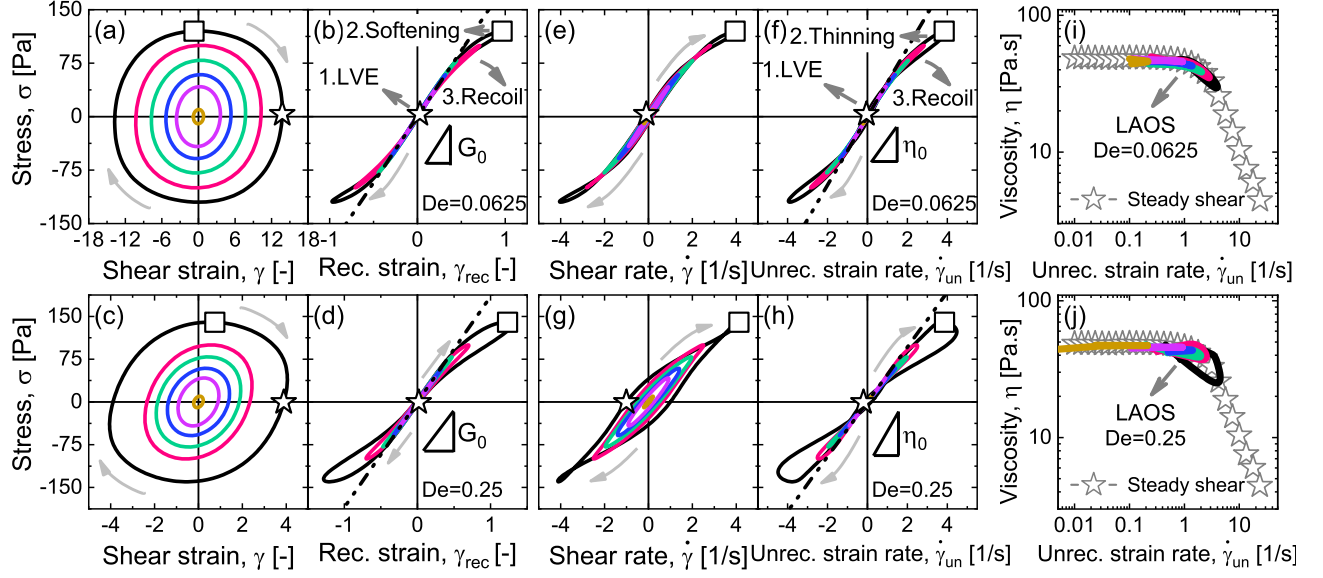 (a)
150
75
0
-75
-150
Stress, σ [Pa]
-18 -12 -6 0 6 12 18
Shear strain, γ [-]
(b)
2.Softening
1.LVE
3.Recoil
G0
De=0.0625
-1 0 1
Rec. strain, γrec [-]
(e)
-4 -2 0 2 4
Shear rate, γ̇ [1/s]
(f)
2.Thinning
1.LVE
3.Recoil
η0
De=0.0625
-4 -2 0 2 4
Unrec. strain rate, γ̇un [1/s]
(i)
100
10
Viscosity, η [Pa.s]
LAOS
De=0.0625
Steady shear
0.01 0.1 1 10
Unrec. strain rate, γ̇un [1/s]
(c)
150
75
0
-75
-150
Stress, σ [Pa]
-4 -2 0 2 4
Shear strain, γ [-]
(d)
G0
De=0.25
-1 0 1
Rec. strain, γrec [-]
(g)
-4 -2 0 2 4
Shear rate, γ̇ [1/s]
(h)
η0
De=0.25
-4 -2 0 2 4
Unrec. strain rate, γ̇un [1/s]
(j)
100
10
Viscosity, η [Pa.s]
LAOS
De=0.25
Steady shear
0.01 0.1 1 10
Unrec. strain rate, γ̇un [1/s]